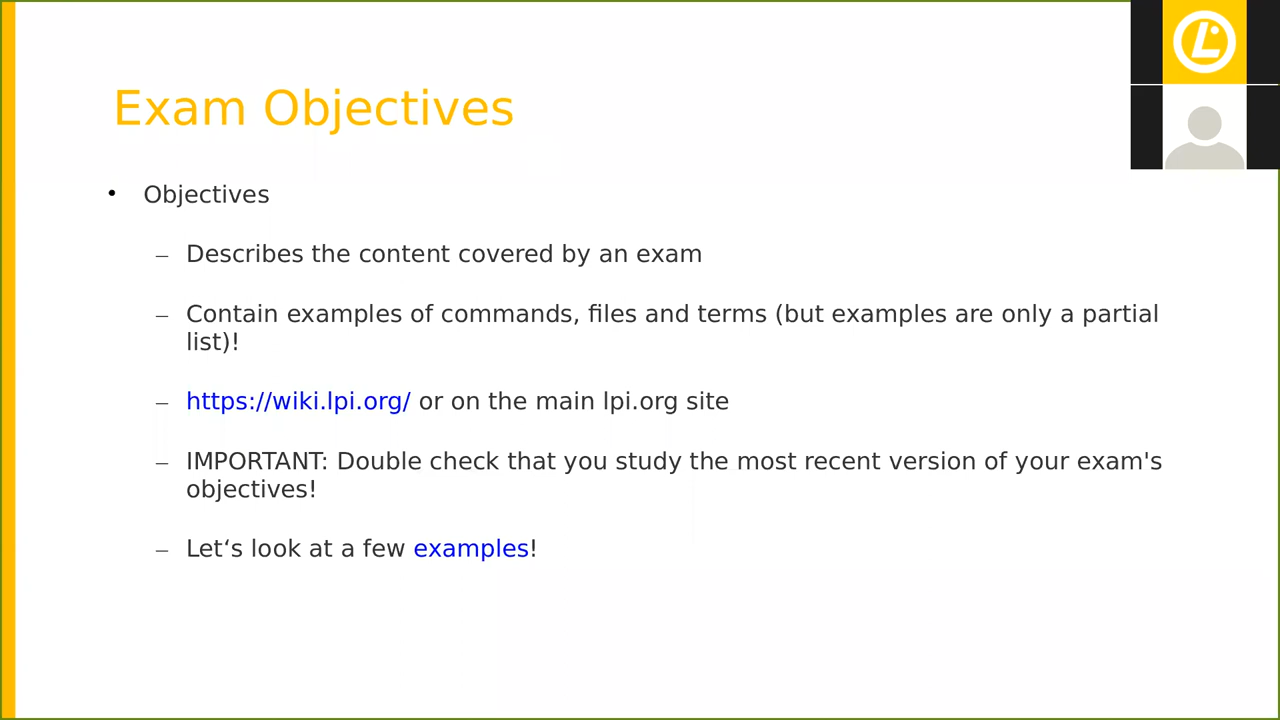 Exam Objectives
• Objectives
– Describes the content covered by an exam
– Contain examples of commands, files and terms (but examples are only a partial
list)!
– https://wiki.lpi.org/ or on the main lpi.org site
– IMPORTANT: Double check that you study the most recent version of your exam's
objectives!
– Let‘s look at a few examples!